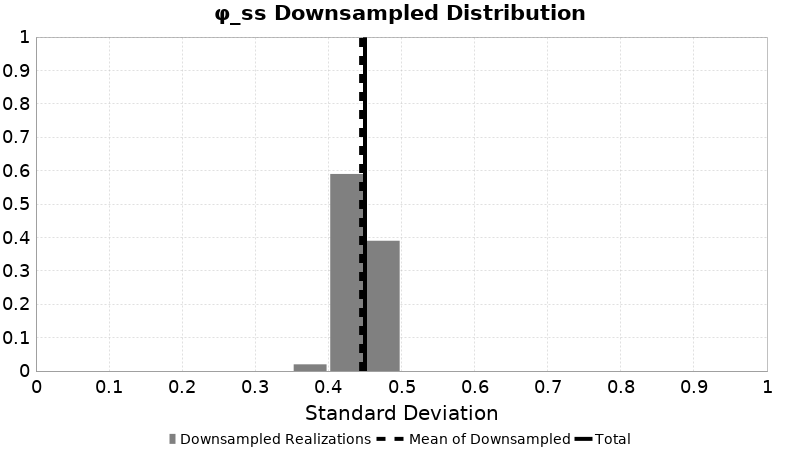 φ_ss Downsampled Distribution
1
0.9
0.8
0.7
0.6
0.5
0.4
0.3
0.2
0.1
0
0 0.1 0.2 0.3 0.4 0.5 0.6 0.7 0.8 0.9 1
Standard Deviation
Downsampled Realizations Mean of Downsampled Total